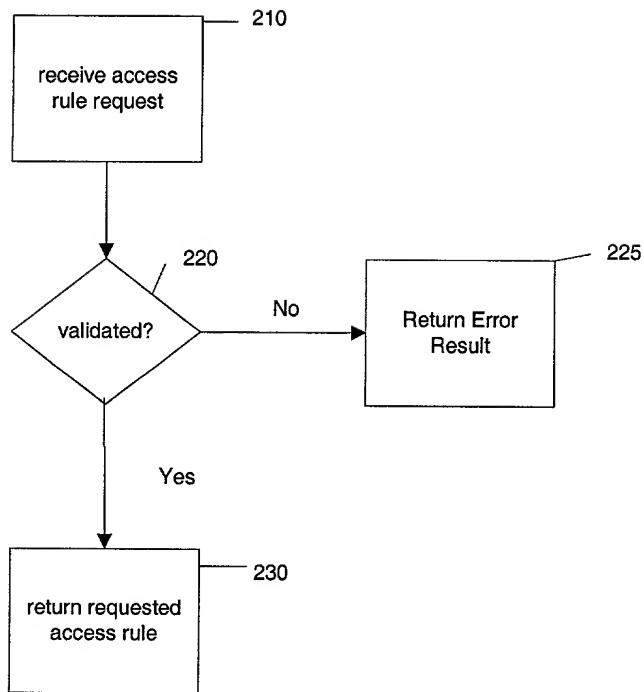 210
receive access
rule request
220
validated?
No
225
Return Error
Result
Yes
230
return requested
access rule